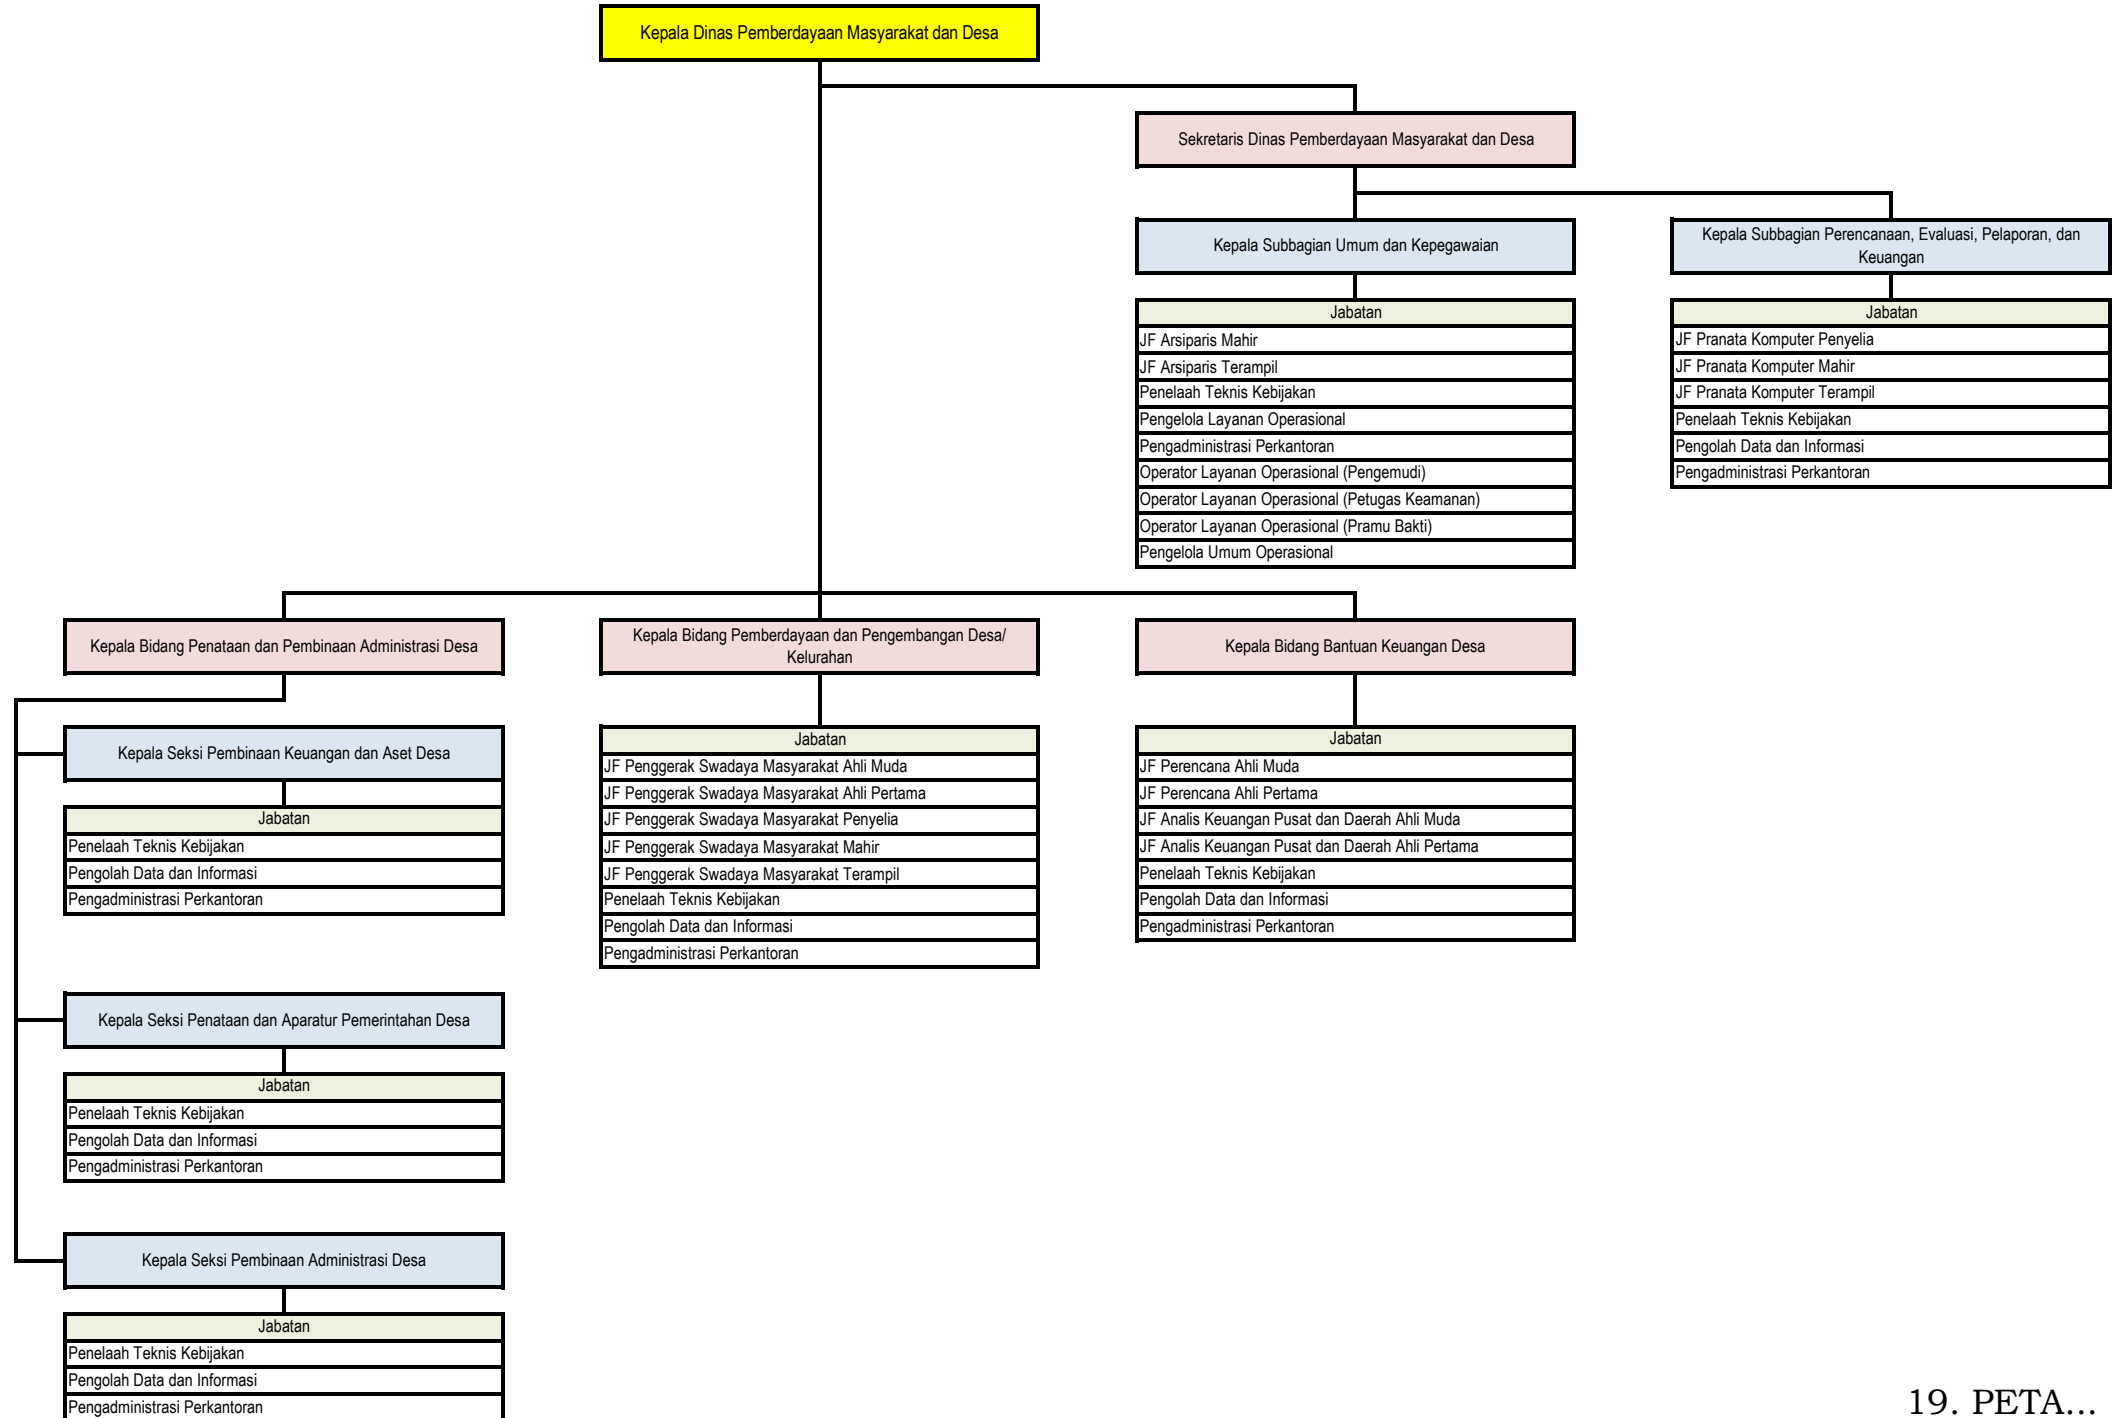 Kepala Dinas Pemberdayaan Masyarakat dan Desa
Sekretaris Dinas Pemberdayaan Masyarakat dan Desa
Kepala Subbagian Umum dan Kepegawaian
Jabatan
JF Arsiparis Mahir
JF Arsiparis Terampil
Penelaah Teknis Kebijakan
Pengelola Layanan Operasional
Pengadministrasi Perkantoran
Operator Layanan Operasional (Pengemudi)
Operator Layanan Operasional (Petugas Keamanan)
Operator Layanan Operasional (Pramu Bakti)
Pengelola Umum Operasional
Kepala Subbagian Perencanaan, Evaluasi, Pelaporan, dan
Keuangan
Jabatan
JF Pranata Komputer Penyelia
JF Pranata Komputer Mahir
JF Pranata Komputer Terampil
Penelaah Teknis Kebijakan
Pengolah Data dan Informasi
Pengadministrasi Perkantoran
Kepala Bidang Penataan dan Pembinaan Administrasi Desa
Kepala Seksi Pembinaan Keuangan dan Aset Desa
Jabatan
Penelaah Teknis Kebijakan
Pengolah Data dan Informasi
Pengadministrasi Perkantoran
Kepala Seksi Penataan dan Aparatur Pemerintahan Desa
Jabatan
Penelaah Teknis Kebijakan
Pengolah Data dan Informasi
Pengadministrasi Perkantoran
Kepala Seksi Pembinaan Administrasi Desa
Jabatan
Penelaah Teknis Kebijakan
Pengolah Data dan Informasi
Pengadministrasi Perkantoran
Kepala Bidang Pemberdayaan dan Pengembangan Desa/
Kelurahan
Jabatan
JF Penggerak Swadaya Masyarakat Ahli Muda
JF Penggerak Swadaya Masyarakat Ahli Pertama
JF Penggerak Swadaya Masyarakat Penyelia
JF Penggerak Swadaya Masyarakat Mahir
JF Penggerak Swadaya Masyarakat Terampil
Penelaah Teknis Kebijakan
Pengolah Data dan Informasi
Pengadministrasi Perkantoran
Kepala Bidang Bantuan Keuangan Desa
Jabatan
JF Perencana Ahli Muda
JF Perencana Ahli Pertama
JF Analis Keuangan Pusat dan Daerah Ahli Muda
JF Analis Keuangan Pusat dan Daerah Ahli Pertama
Penelaah Teknis Kebijakan
Pengolah Data dan Informasi
Pengadministrasi Perkantoran
19. PETA...